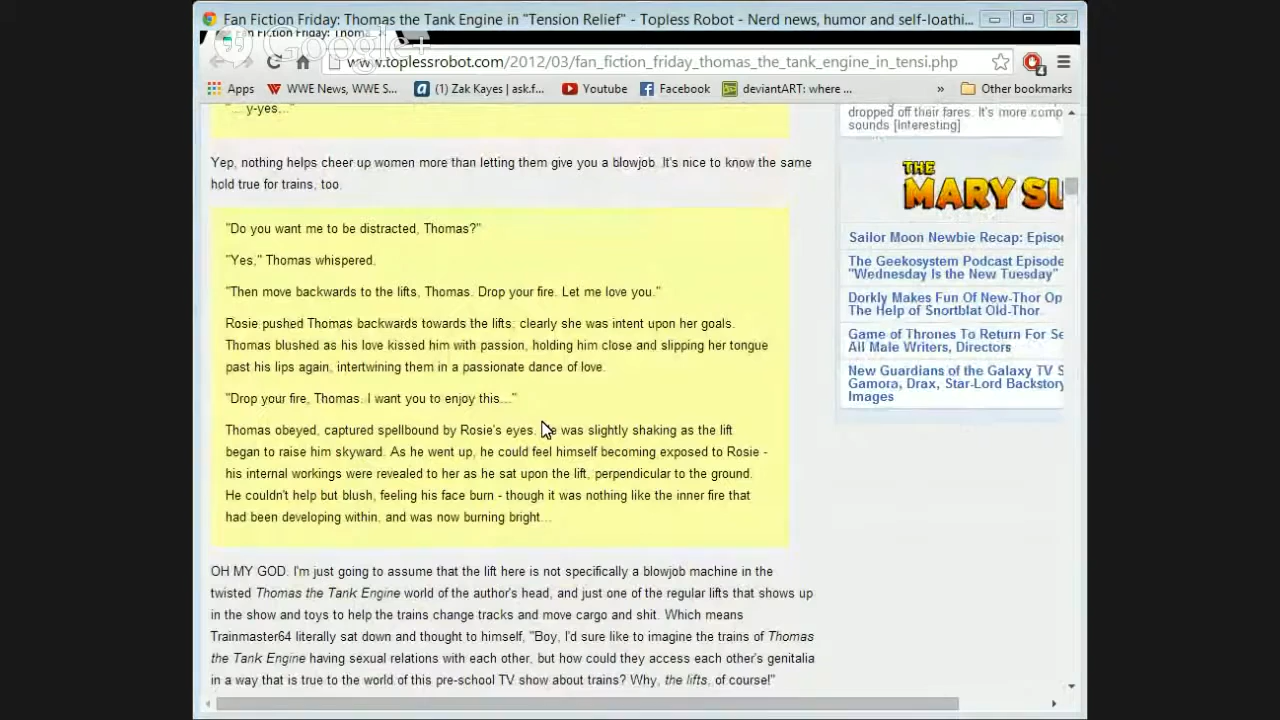 Fan Fiction Friday: Thomas the Tank Engine in "Tension Relief" - Topless Robot - Nerd news, humor and self-loathi...
Fan Fiction Friday: Thoma
Google+
www.toplessrobot.com/2012/03/fan_fiction_friday_thomas_the_tank_engine_in_tensi.php
4
Apps WWE News, WWE S... (1) Zak Kayes | ask.f... Youtube Facebook deviantART: where ... » Other bookmarks
"... y-yes..."
Yep, nothing helps cheer up women more than letting them give you a blowjob. It's nice to know the same
hold true for trains, too.
"Do you want me to be distracted, Thomas?"
"Yes," Thomas whispered.
"Then move backwards to the lifts, Thomas. Drop your fire. Let me love you."
Rosie pushed Thomas backwards towards the lifts; clearly she was intent upon her goals.
Thomas blushed as his love kissed him with passion, holding him close and slipping her tongue
past his lips again, intertwining them in a passionate dance of love.
"Drop your fire, Thomas. I want you to enjoy this..."
Thomas obeyed, captured spellbound by Rosie's eyes. He was slightly shaking as the lift
began to raise him skyward. As he went up, he could feel himself becoming exposed to Rosie -
his internal workings were revealed to her as he sat upon the lift, perpendicular to the ground.
He couldn't help but blush, feeling his face burn - though it was nothing like the inner fire that
had been developing within, and was now burning bright...
OH MY GOD. I'm just going to assume that the lift here is not specifically a blowjob machine in the
twisted Thomas the Tank Engine world of the author's head, and just one of the regular lifts that shows up
in the show and toys to help the trains change tracks and move cargo and shit. Which means
Trainmaster64 literally sat down and thought to himself, "Boy, I'd sure like to imagine the trains of Thomas
the Tank Engine having sexual relations with each other, but how could they access each other's genitalia
in a way that is true to the world of this pre-school TV show about trains? Why, the lifts, of course!"
dropped off their fares. It's more comp
sounds [Interesting]
THE
MARY SU
Sailor Moon Newbie Recap: Episo
The Geekosystem Podcast Episode
"Wednesday Is the New Tuesday"
Dorkly Makes Fun Of New-Thor Op
The Help of Snortblat Old-Thor.
Game of Thrones To Return For Se
All Male Writers, Directors
New Guardians of the Galaxy TV S
Gamora, Drax, Star-Lord Backstory
Images